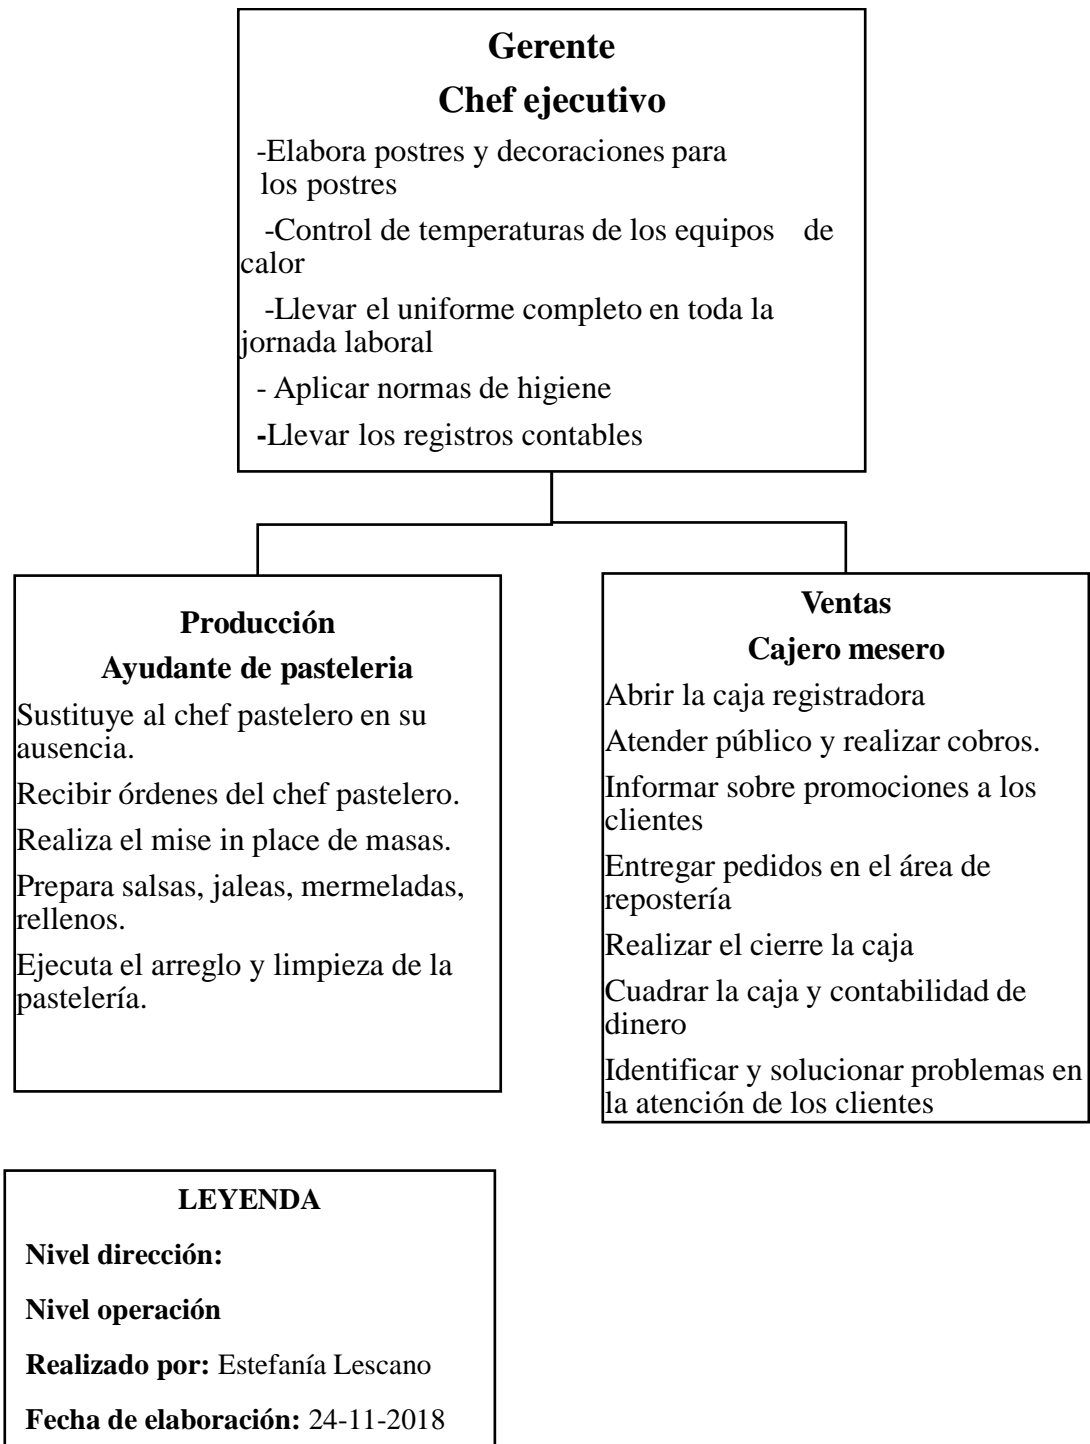 Gerente
Chef ejecutivo
-Elabora postres y decoraciones para
los postres
-Control de temperaturas de los equipos de
calor
-Llevar el uniforme completo en toda la
jornada laboral
- Aplicar normas de higiene
-Llevar los registros contables
Producción
Ayudante de pasteleria
Sustituye al chef pastelero en su
ausencia.
Recibir órdenes del chef pastelero.
Realiza el mise in place de masas.
Prepara salsas, jaleas, mermeladas,
rellenos.
Ejecuta el arreglo y limpieza de la
pastelería.
Ventas
Cajero mesero
Abrir la caja registradora
Atender público y realizar cobros.
Informar sobre promociones a los
clientes
Entregar pedidos en el área de
repostería
Realizar el cierre la caja
Cuadrar la caja y contabilidad de
dinero
Identificar y solucionar problemas en
la atención de los clientes
LEYENDA
Nivel dirección:
Nivel operación
Realizado por: Estefanía Lescano
Fecha de elaboración: 24-11-2018